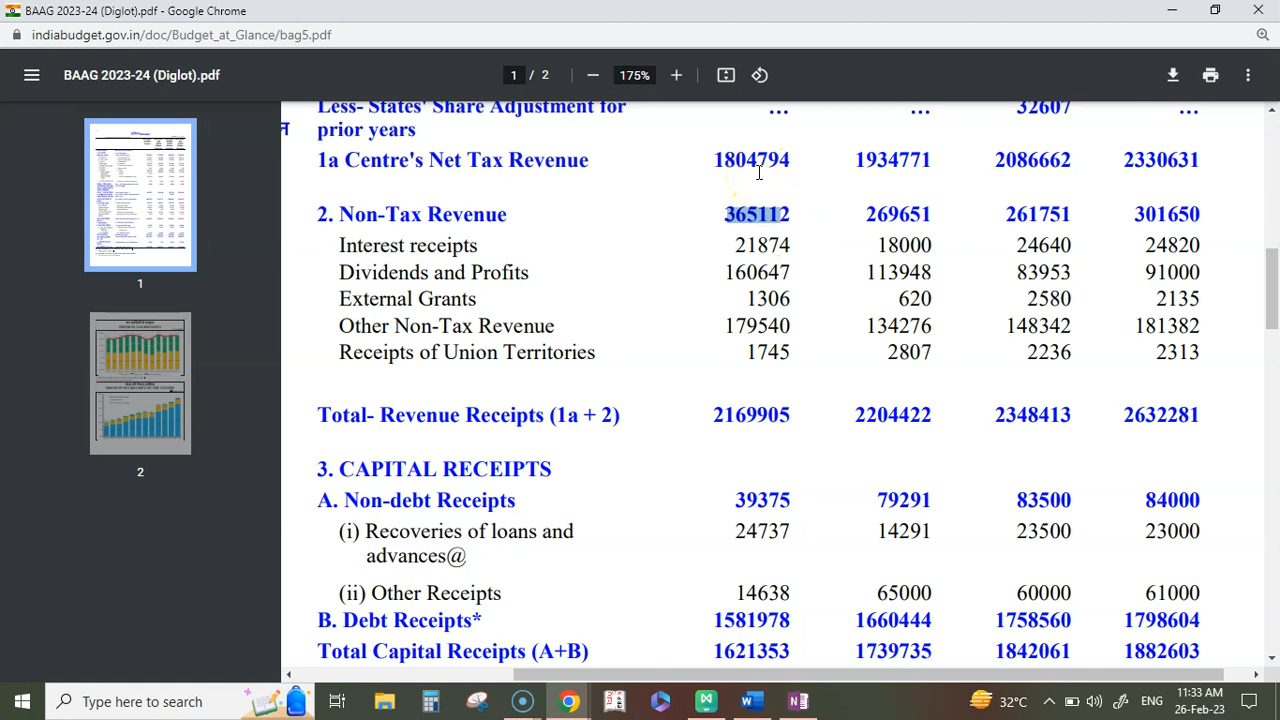 BAAG 2023-24 (Diglot).pdf - Google Chrome
indiabudget.gov.in/doc/Budget_at_Glance/bag5.pdf
BAAG 2023-24 (Diglot).pdf 1 / 2 175%
Less- States' Share Adjustment for prior years ... ... 32607 ...
1a Centre's Net Tax Revenue 1804794 1934771 2086662 2330631
2. Non-Tax Revenue 365112 269651 261751 301650
Interest receipts 21874 18000 24640 24820
Dividends and Profits 160647 113948 83953 91000
External Grants 1306 620 2580 2135
Other Non-Tax Revenue 179540 134276 148342 181382
Receipts of Union Territories 1745 2807 2236 2313
Total- Revenue Receipts (1a + 2) 2169905 2204422 2348413 2632281
3. CAPITAL RECEIPTS
A. Non-debt Receipts 39375 79291 83500 84000
(i) Recoveries of loans and 24737 14291 23500 23000
advances@
(ii) Other Receipts 14638 65000 60000 61000
B. Debt Receipts* 1581978 1660444 1758560 1798604
Total Capital Receipts (A+B) 1621353 1739735 1842061 1882603
1
2
Type here to search
32°C ENG 11:33 AM
26-Feb-23